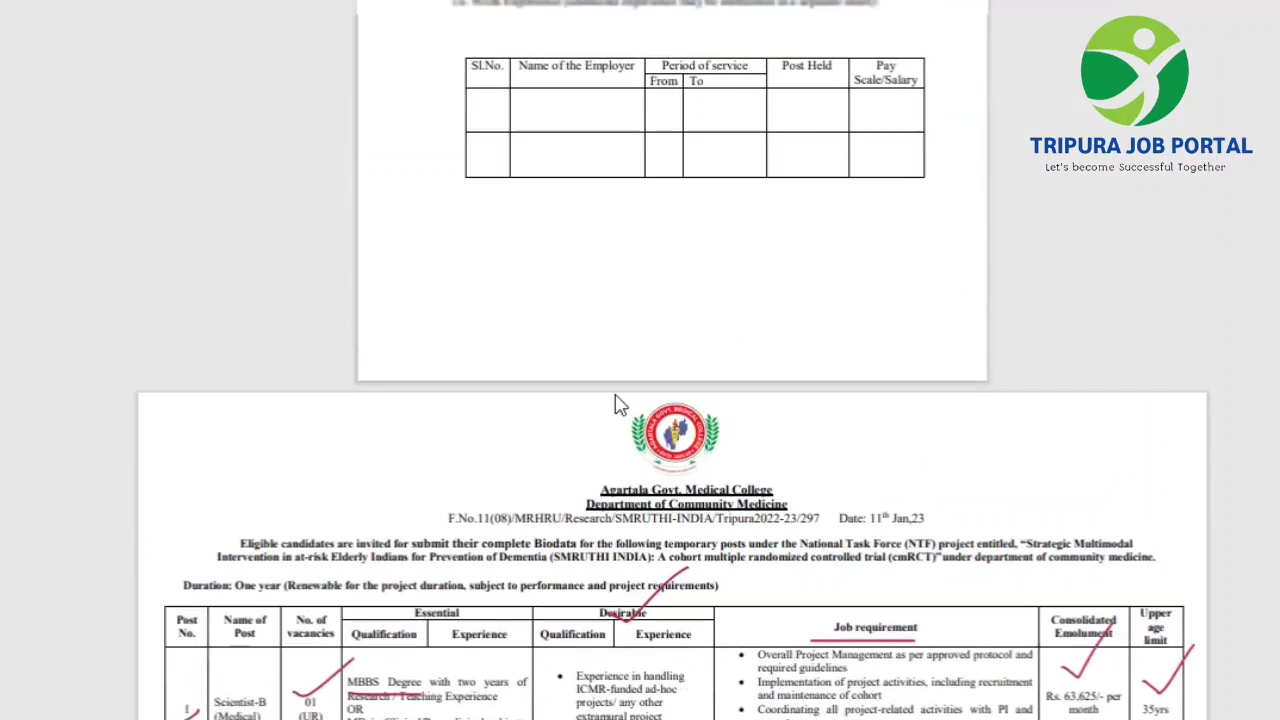 Sl.No. Name of the Employer Period of service Post Held Pay Scale/Salary
From To
TRIPURA JOB PORTAL
Let's become Successful Together
AGARTALA GOVT. MEDICAL COLLEGE
Agartala Govt. Medical College
Department of Community Medicine
F.No.11(08)/MRHRU/Research/SMRUTHI-INDIA/Tripura2022-23/297 Date: 11th Jan,23
Eligible candidates are invited for submit their complete Biodata for the following temporary posts under the National Task Force (NTF) project entitled, "Strategic Multimodal
Intervention in at-risk Elderly Indians for Prevention of Dementia (SMRUTHI INDIA): A cohort multiple randomized controlled trial (cmRCT)" under department of community medicine.
Duration: One year (Renewable for the project duration, subject to performance and project requirements)
Post No. Name of Post No. of vacancies Essential Desirable Job requirement Consolidated Emolument Upper age limit
Qualification Experience Qualification Experience
1
Scientist-B
(Medical)
01
(UR)
MBBS Degree with two years of
Research / Teaching Experience
OR
• Experience in handling
ICMR-funded ad-hoc
projects/ any other
extramural project
• Overall Project Management as per approved protocol and
required guidelines
• Implementation of project activities, including recruitment
and maintenance of cohort
• Coordinating all project-related activities with PI and
Rs. 63,625/- per
month
35yrs